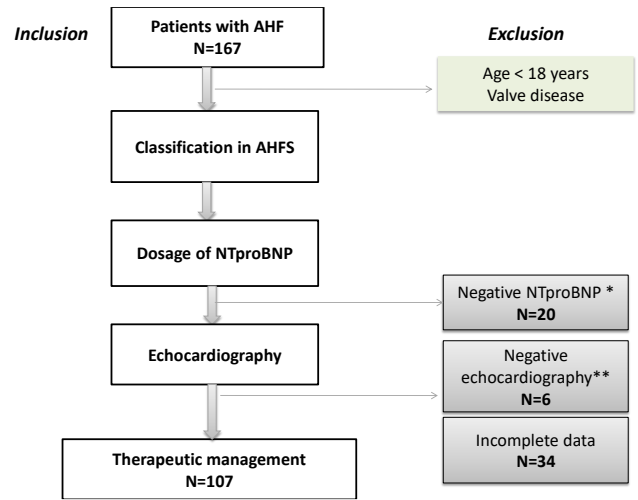 Inclusion
Patients with AHF
N=167
Exclusion
Age < 18 years
Valve disease
Classification in AHFS
Dosage of NTproBNP
Negative NTproBNP *
N=20
Echocardiography
Negative
echocardiography**
N=6
Incomplete data
N=34
Therapeutic management
N=107